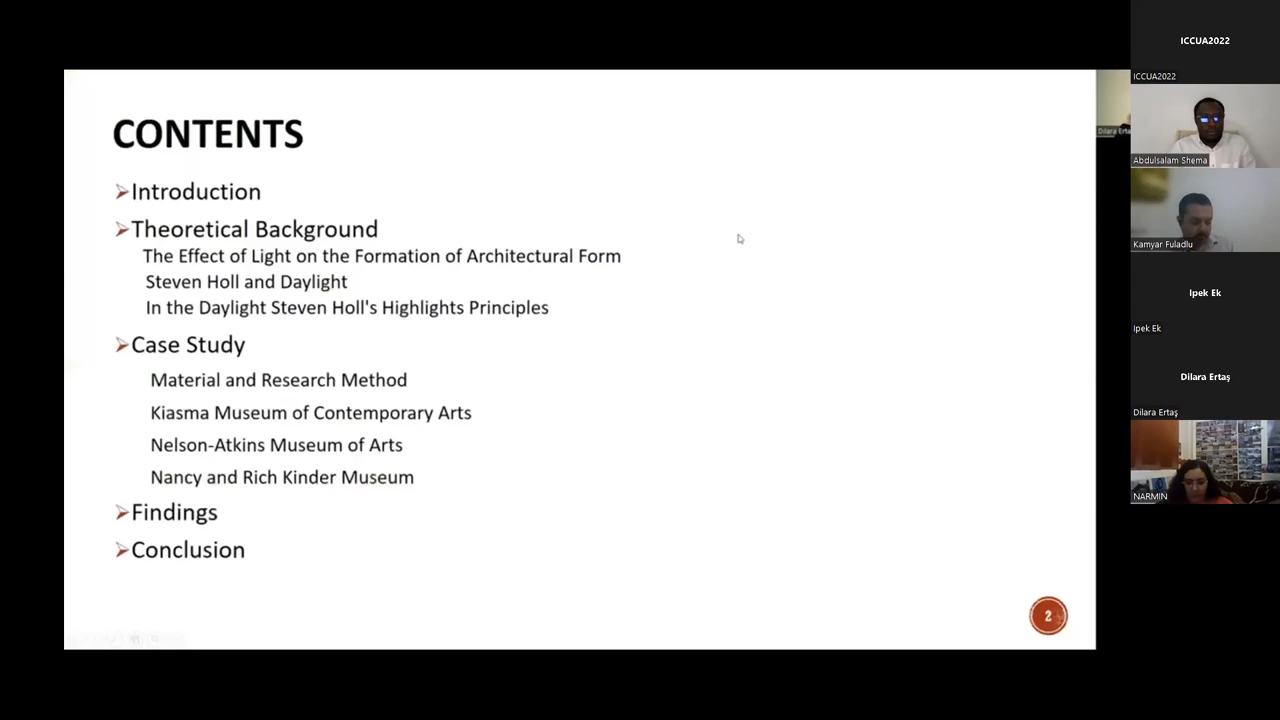 CONTENTS
Introduction
Theoretical Background
The Effect of Light on the Formation of Architectural Form
Steven Holl and Daylight
In the Daylight Steven Holl's Highlights Principles
Case Study
Material and Research Method
Kiasma Museum of Contemporary Arts
Nelson-Atkins Museum of Arts
Nancy and Rich Kinder Museum
Findings
Conclusion
2
Dilara Erta
ICCUA2022
ICCUA2022
Abdulsalam Shema
Kamyar Fuladlu
Ipek Ek
Ipek Ek
Dilara Ertaş
Dilara Ertaş
NARMIN